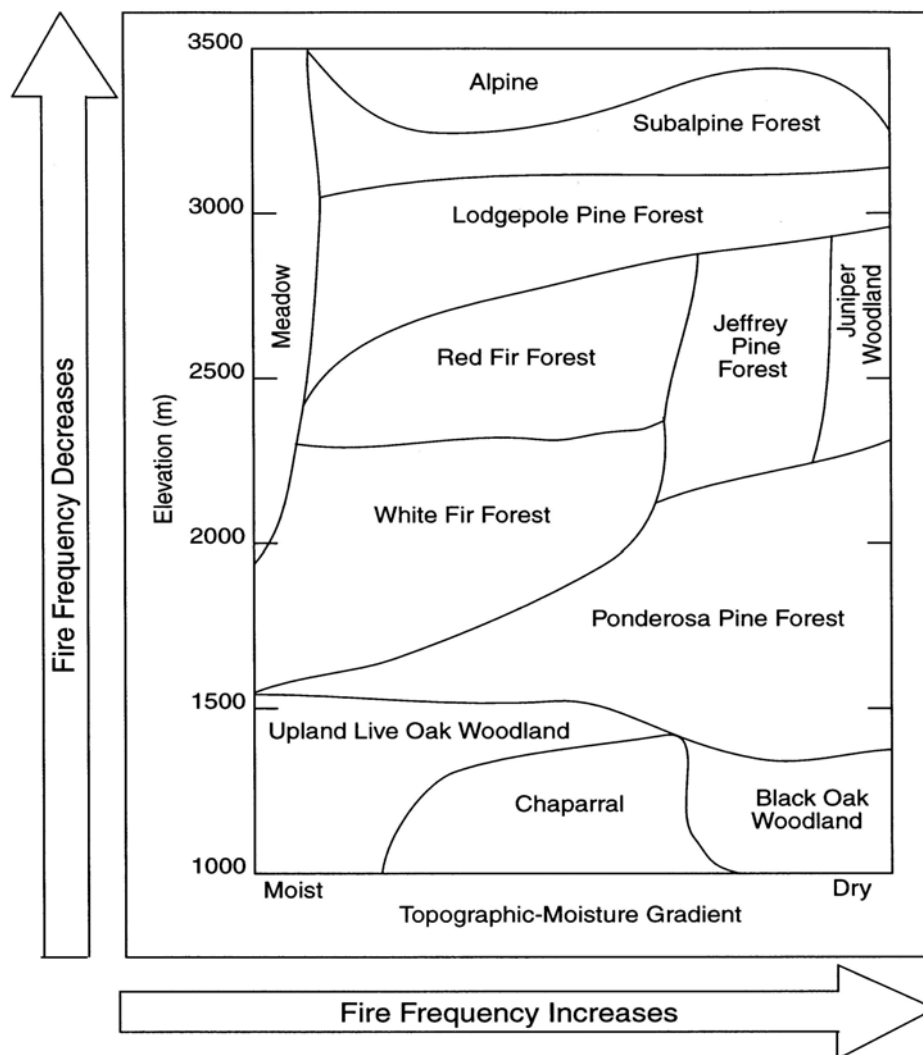 3500
Alpine
Subalpine Forest
3000
Lodgepole Pine Forest
Meadow
Juniper
Woodland
Jeffrey
Pine
Forest
Red Fir Forest
2500
Elevation (m)
Fire Frequency Decreases
White Fir Forest
2000
Ponderosa Pine Forest
1500
Upland Live Oak Woodland
Chaparral
Black Oak
Woodland
1000
Moist
Dry
Topographic-Moisture Gradient
Fire Frequency Increases